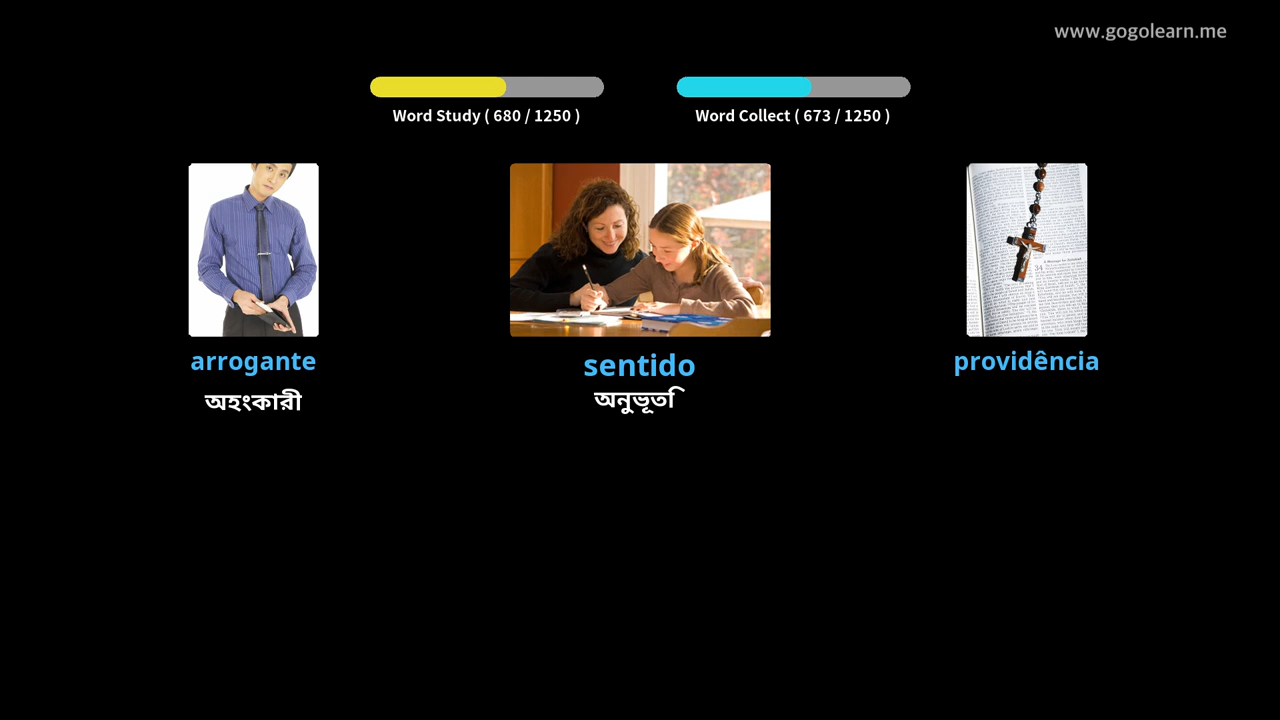 www.gogolearn.me
Word Study ( 680 / 1250 )
Word Collect ( 673 / 1250 )
arrogante
sentido
providência
অহংকারী
অনুভূতি